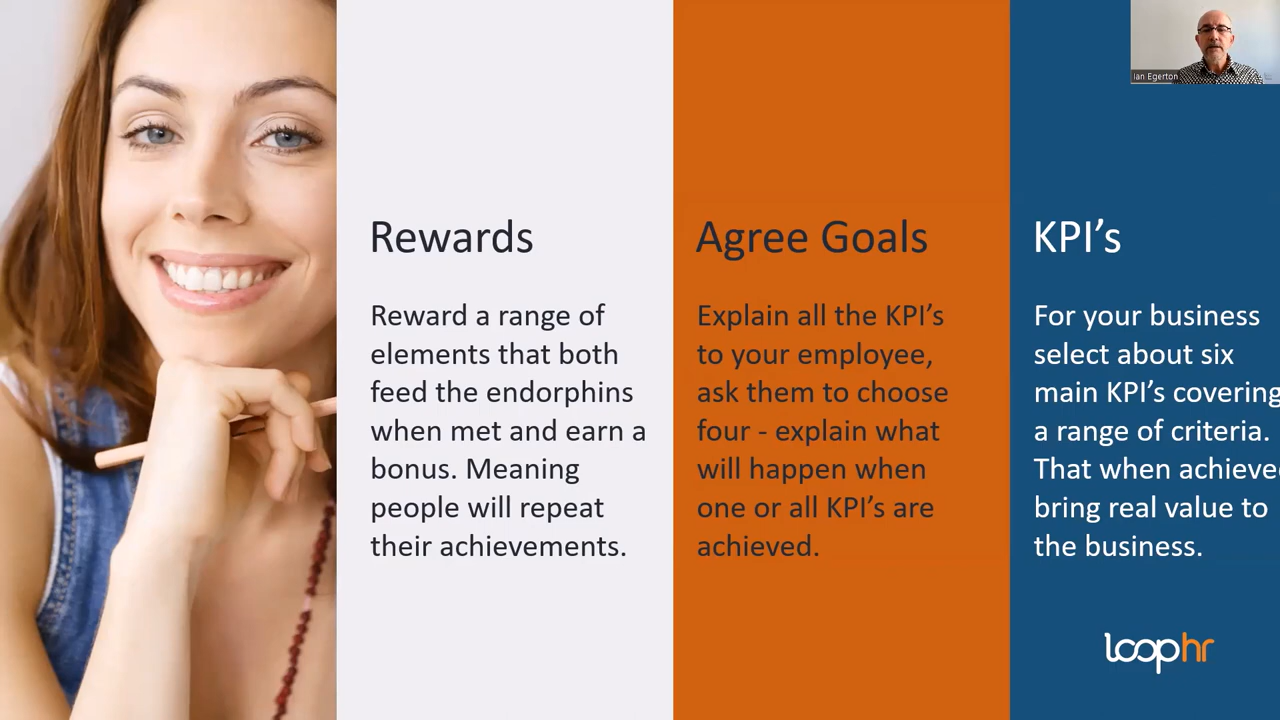 Ian Egerton
Rewards
Reward a range of
elements that both
feed the endorphins
when met and earn a
bonus. Meaning
people will repeat
their achievements.
Agree Goals
Explain all the KPI's
to your employee,
ask them to choose
four - explain what
will happen when
one or all KPI's are
achieved.
KPI's
For your business
select about six
main KPI's covering
a range of criteria.
That when achieve
bring real value to
the business.
loophr